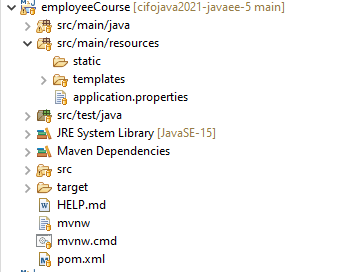 employeeCourse [cifojava2021-javaee-5 main]
src/main/java
src/main/resources
static
templates
application.properties
src/test/java
JRE System Library [JavaSE-15]
Maven Dependencies
src
target
HELP.md
mvnw
mvnw.cmd
pom.xml